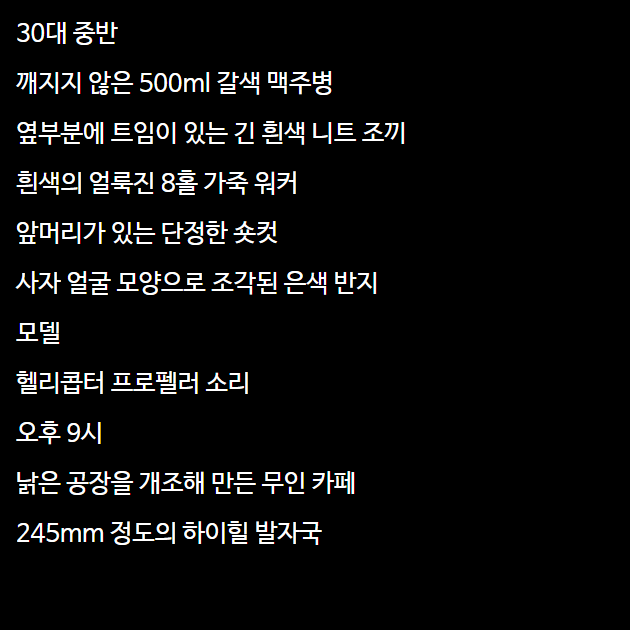 30대 중반
깨지지 않은 500ml 갈색 맥주병
옆부분에 트임이 있는 긴 흰색 니트 조끼
흰색의 얼룩진 8홀 가죽 워커
앞머리가 있는 단정한 숏컷
사자 얼굴 모양으로 조각된 은색 반지
모델
헬리콥터 프로펠러 소리
오후 9시
낡은 공장을 개조해 만든 무인 카페
245mm 정도의 하이힐 발자국